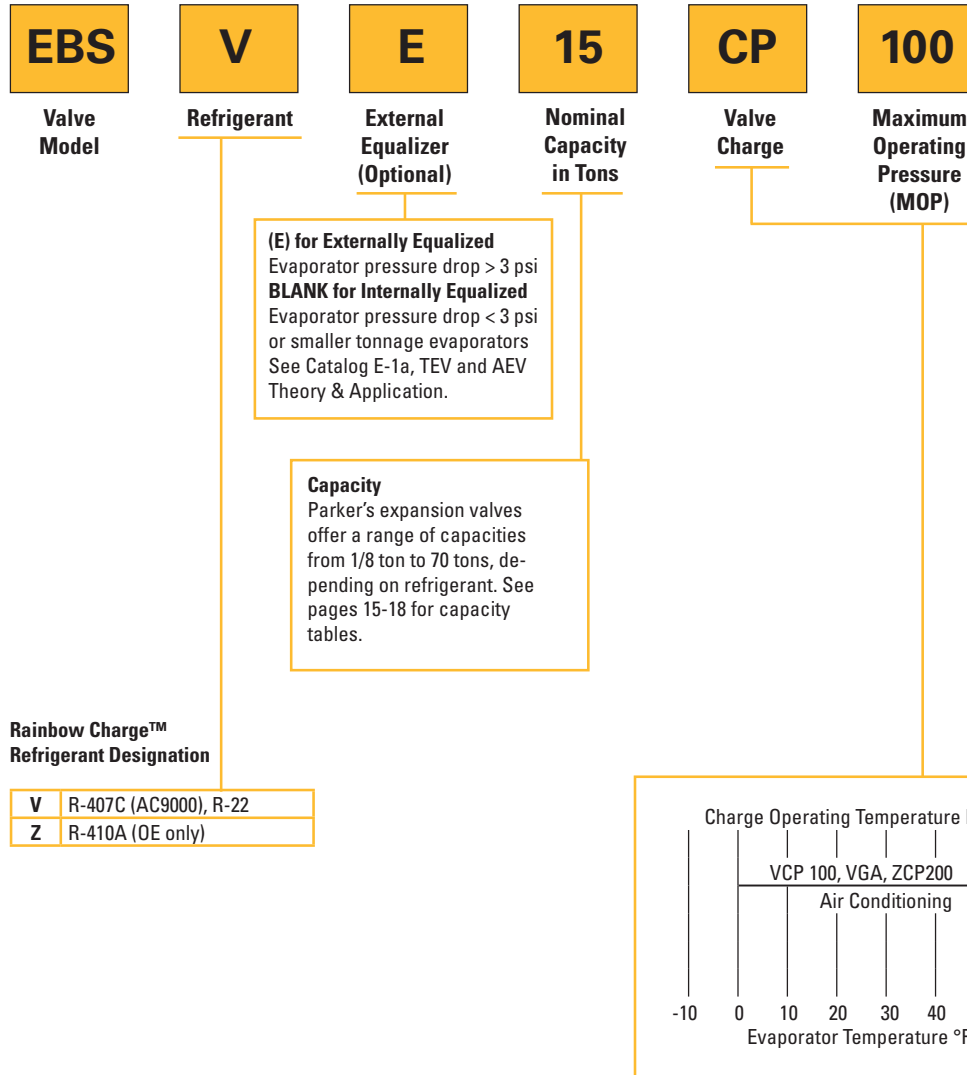 EBS V E 15 CP 100
Valve
Model
Refrigerant
External
Equalizer
(Optional)
Nominal
Capacity
in Tons
Valve
Charge
Maximum
Operating
Pressure
(MOP)
(E) for Externally Equalized
Evaporator pressure drop > 3 psi
BLANK for Internally Equalized
Evaporator pressure drop < 3 psi
or smaller tonnage evaporators
See Catalog E-1a, TEV and AEV
Theory & Application.
Capacity
Parker's expansion valves
offer a range of capacities
from 1/8 ton to 70 tons, de-
pending on refrigerant. See
pages 15-18 for capacity
tables.
Rainbow Charge™
Refrigerant Designation
V R-407C (AC9000), R-22
Z R-410A (OE only)
Charge Operating Temperature
VCP 100, VGA, ZCP200
Air Conditioning
-10 0 10 20 30 40
Evaporator Temperature °F